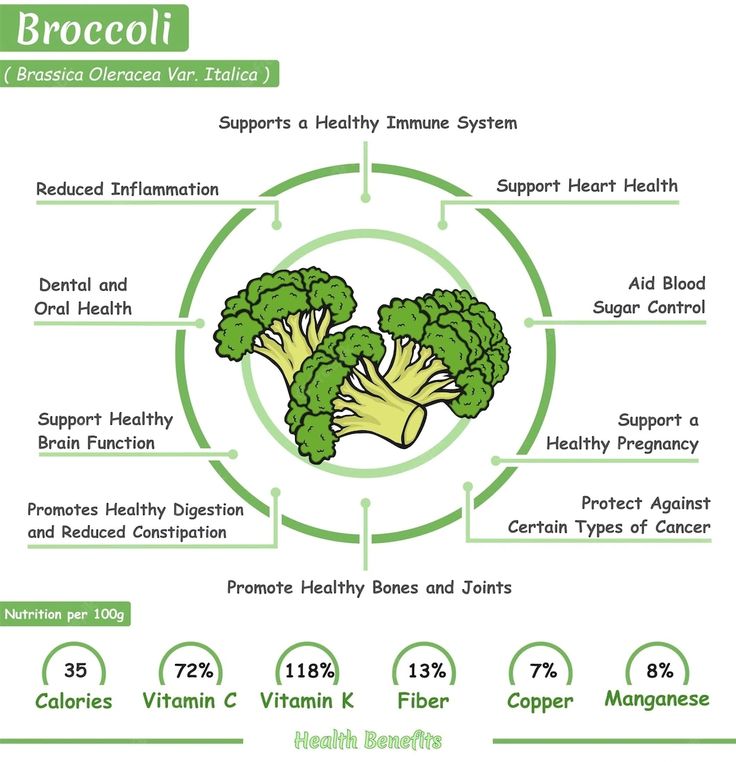 Broccoli
( Brassica Oleracea Var. Italica )
Supports a Healthy Immune System
Reduced Inflammation
Support Heart Health
Dental and
Oral Health
Aid Blood
Sugar Control
Support Healthy
Brain Function
Support a
Healthy Pregnancy
Promotes Healthy Digestion
and Reduced Constipation
Protect Against
Certain Types of Cancer
Promote Healthy Bones and Joints
Nutrition per 100g
35
Calories
72%
Vitamin C
118%
Vitamin K
13%
Fiber
7%
Copper
8%
Manganese
Health Benefits